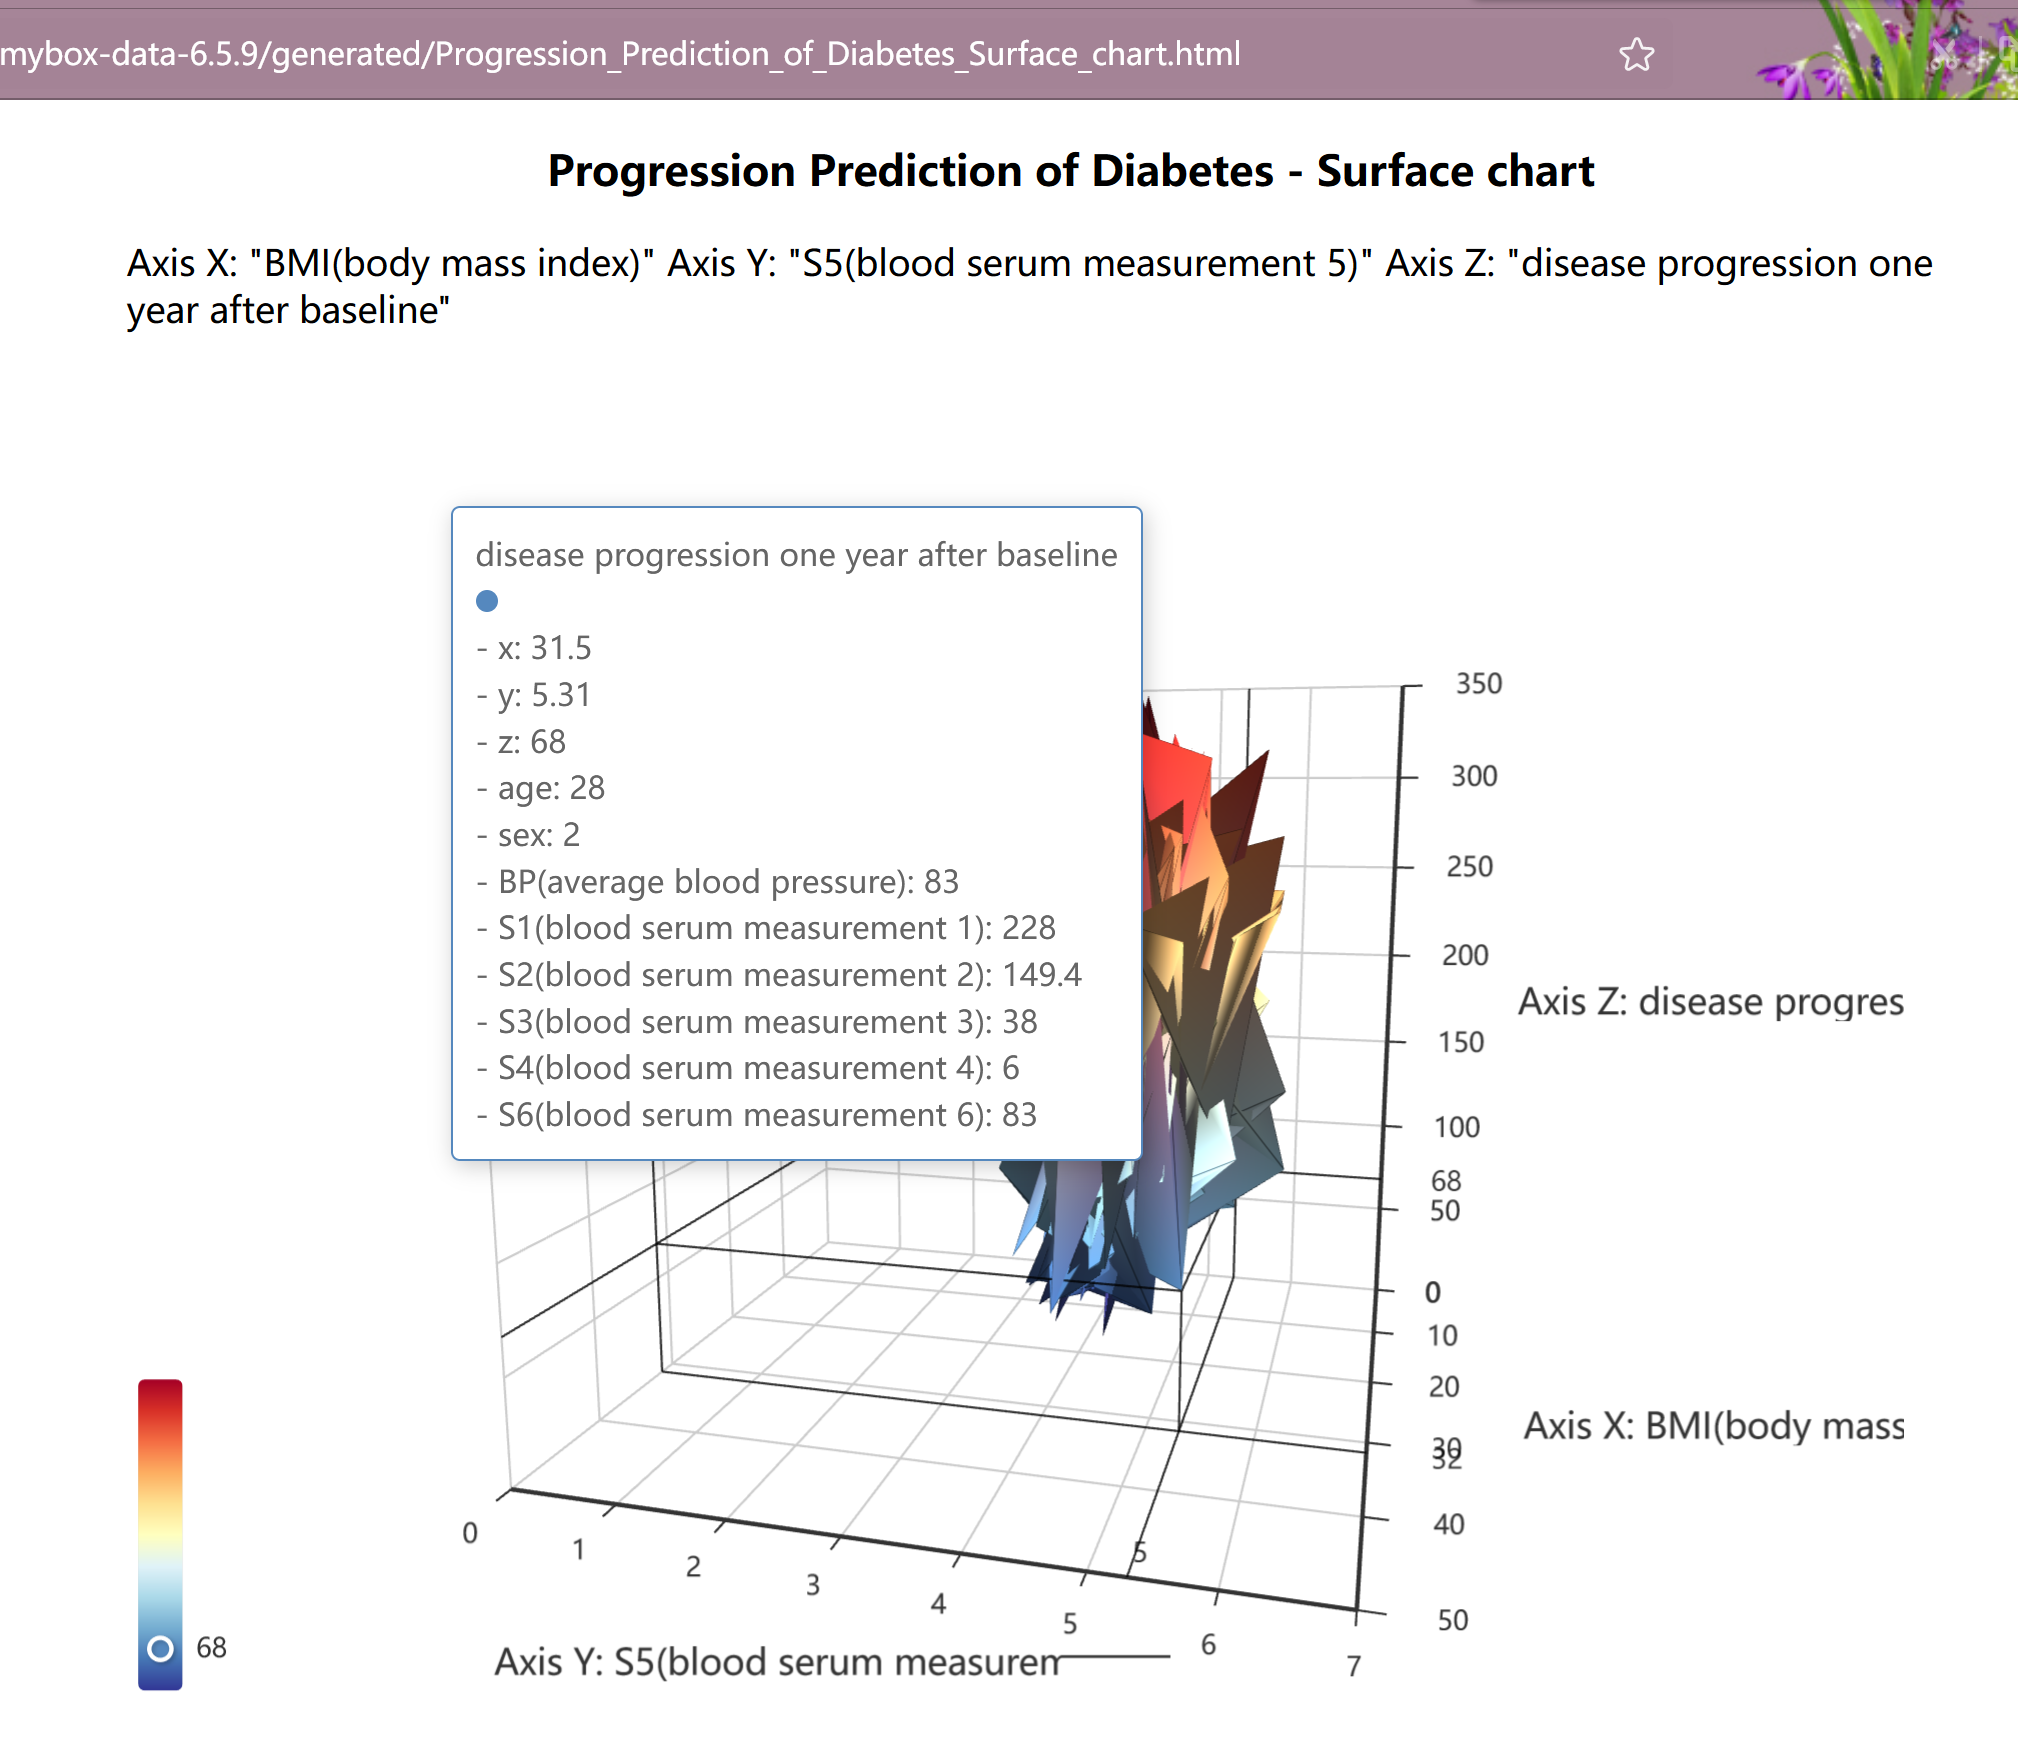 mybox-data-6.5.9/generated/Progression_Prediction_of_Diabetes_Surface_chart.html
Progression Prediction of Diabetes - Surface chart
Axis X: "BMI(body mass index)" Axis Y: "S5(blood serum measurement 5)" Axis Z: "disease progression one
year after baseline"
disease progression one year after baseline
- x: 31.5
- y: 5.31
- z: 68
- age: 28
- sex: 2
- BP(average blood pressure): 83
- S1(blood serum measurement 1): 228
- S2(blood serum measurement 2): 149.4
- S3(blood serum measurement 3): 38
- S4(blood serum measurement 4): 6
- S6(blood serum measurement 6): 83
350
300
250
200
Axis Z: disease progres
150
100
68
50
0
10
20
Axis X: BMI(body mass
30
32
40
50
0
1
2
3
4
5
5
6
7
Axis Y: S5(blood serum measurem
68